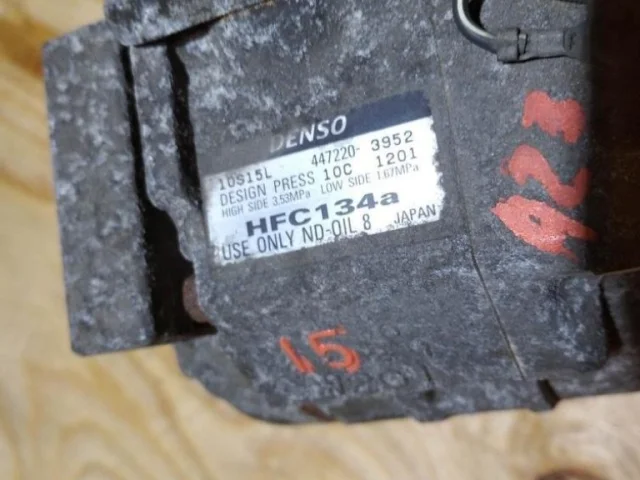 DENSO
10S15L 447220-3952
DESIGN PRESS 10C 1201
HIGH SIDE 3.53MPa LOW SIDE 1.67MPa
HFC134a
USE ONLY ND-OIL 8 JAPAN
A23
15